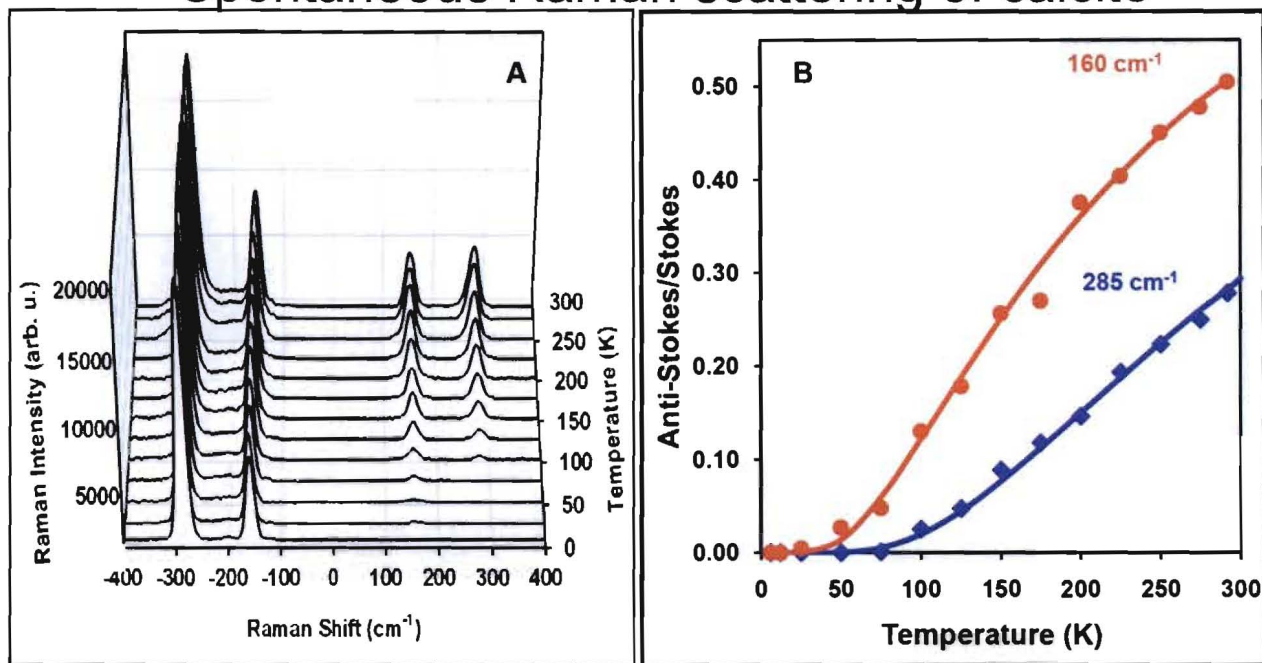 Spontaneous Raman scattering of calcite
A
Raman Intensity (arb. u.)
20000
15000
10000
5000
300
250
200
150
100
50
0
Temperature (K)
-400 -300 -200 -100 0 100 200 300 400
Raman Shift (cm⁻¹)
B
160 cm⁻¹
285 cm⁻¹
Anti-Stokes/Stokes
0.50
0.40
0.30
0.20
0.10
0.00
0 50 100 150 200 250 300
Temperature (K)